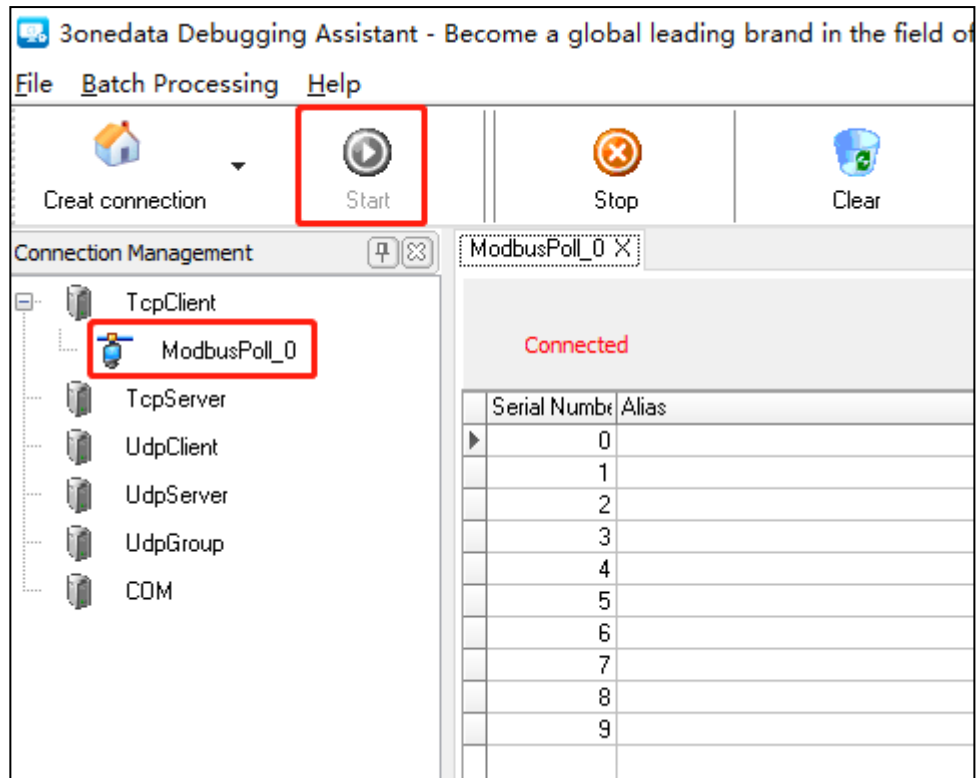 3onedata Debugging Assistant - Become a global leading brand in the field of
File Batch Processing Help
Creat connection Start Stop Clear
Connection Management ModbusPoll_0
TcpClient
ModbusPoll_0
Connected
TcpServer
UdpClient
UdpServer
UdpGroup
COM
Serial Numbe Alias
0
1
2
3
4
5
6
7
8
9